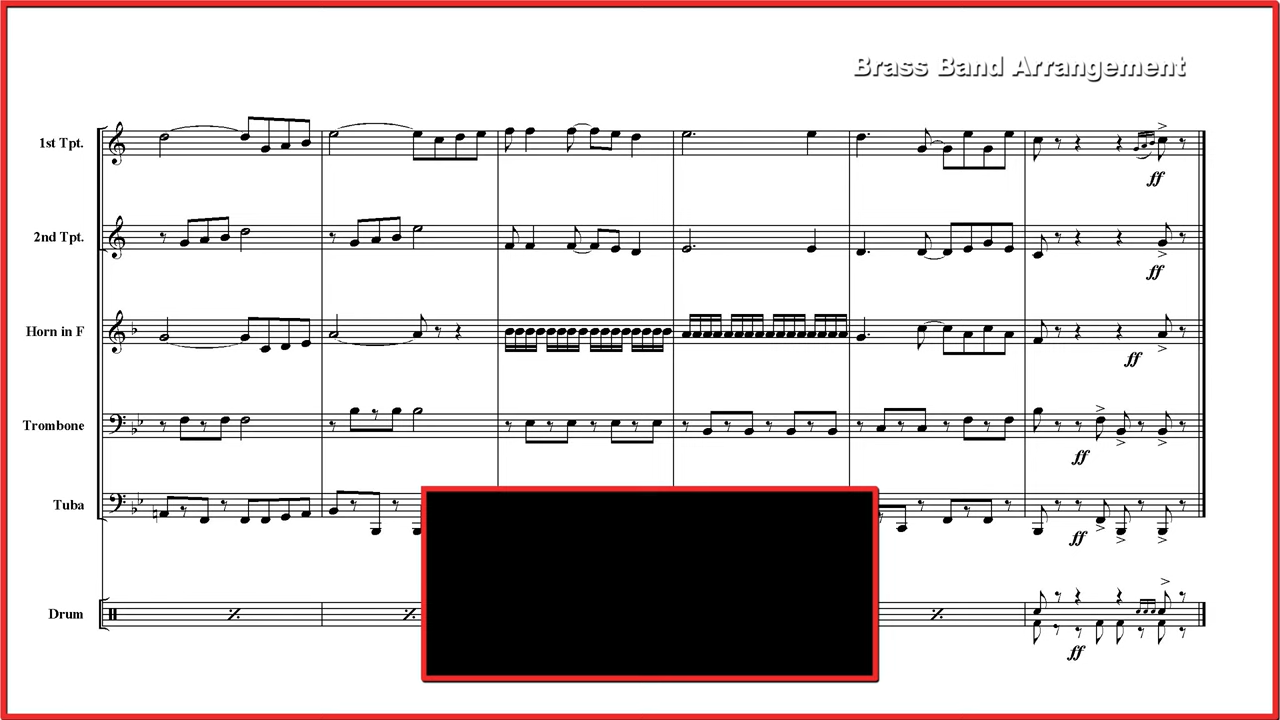 Brass Band Arrangement
1st Tpt.
ff
2nd Tpt.
ff
Horn in F
ff
Trombone
ff
Tuba
ff
Drum
ff